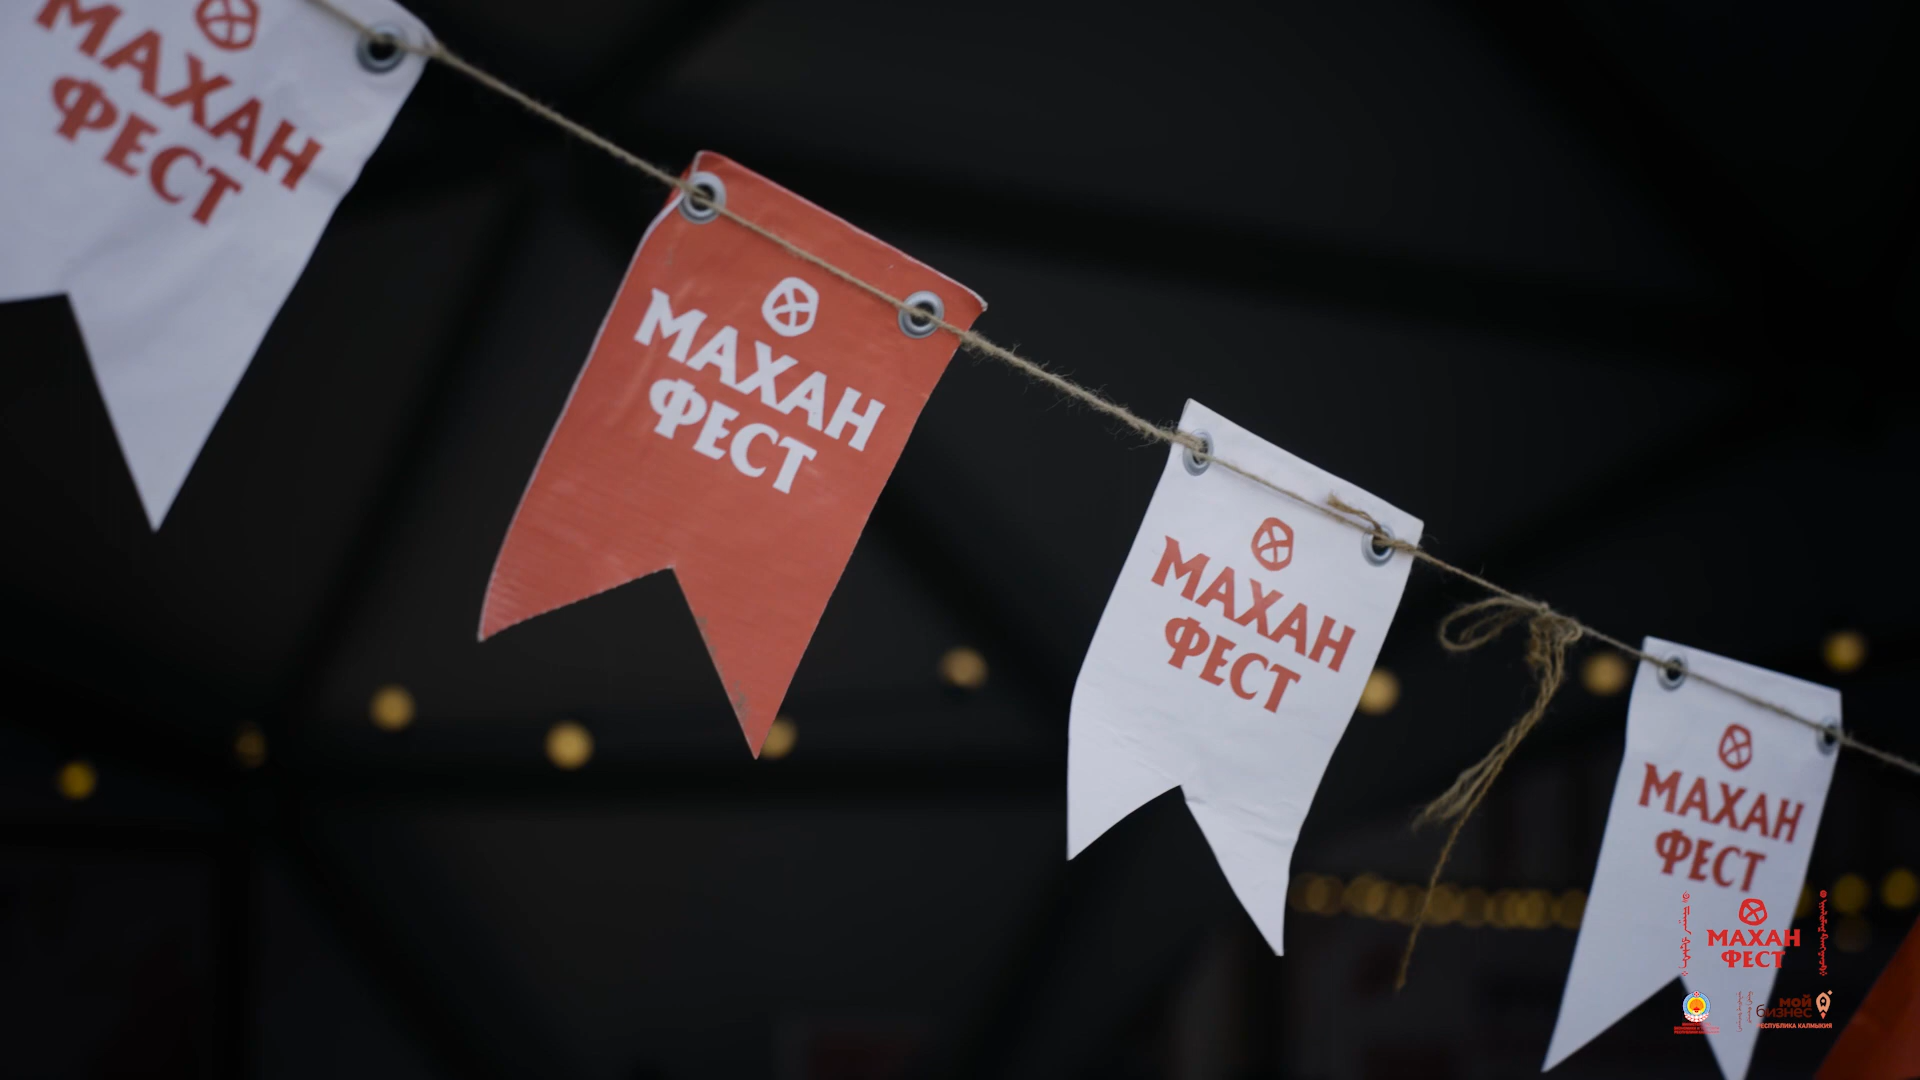 МАХАН
ФЕСТ
МАХАН
ФЕСТ
МАХАН
ФЕСТ
МАХАН
ФЕСТ
МАХАН
ФЕСТ
МОЙ
бизнес
РЕСПУБЛИКА КАЛМЫКИЯ